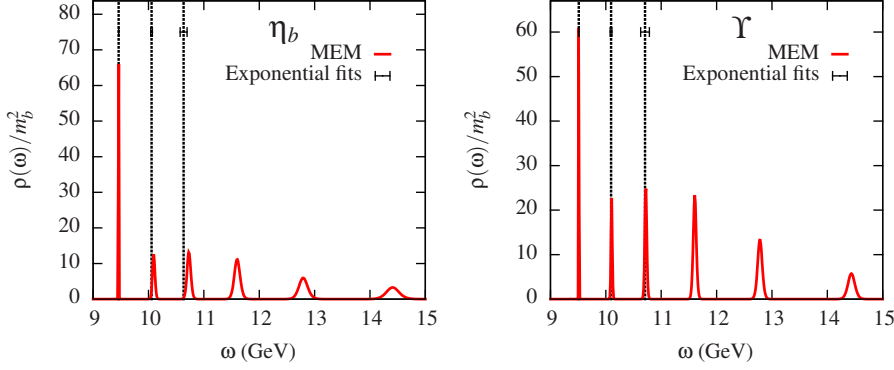 η_b
MEM
Exponential fits
ρ(ω)/m_b^2
80
70
60
50
40
30
20
10
0
9 10 11 12 13 14 15
ω (GeV)
ϒ
MEM
Exponential fits
ρ(ω)/m_b^2
60
50
40
30
20
10
0
9 10 11 12 13 14 15
ω (GeV)